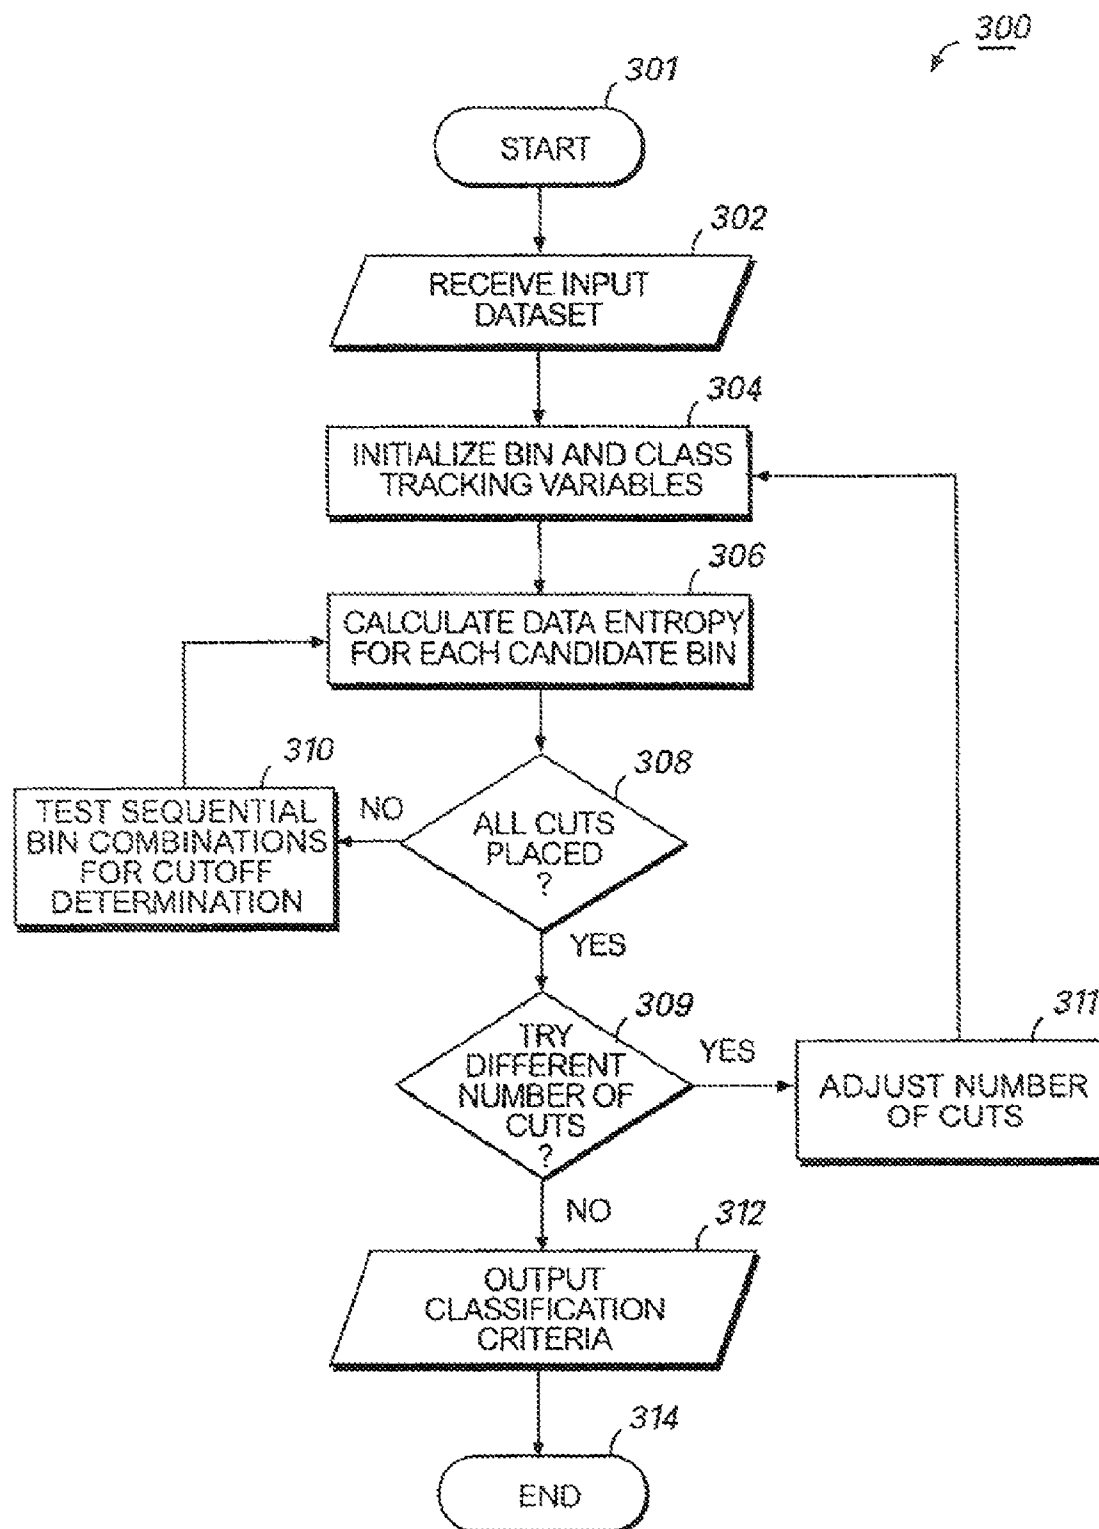 300
301
START
302
RECEIVE INPUT
DATASET
304
INITIALIZE BIN AND CLASS
TRACKING VARIABLES
306
CALCULATE DATA ENTROPY
FOR EACH CANDIDATE BIN
310
TEST SEQUENTIAL
BIN COMBINATIONS
FOR CUTOFF
DETERMINATION
NO
308
ALL CUTS
PLACED
?
YES
309
TRY
DIFFERENT
NUMBER OF
CUTS
?
YES
311
ADJUST NUMBER
OF CUTS
NO
312
OUTPUT
CLASSIFICATION
CRITERIA
314
END